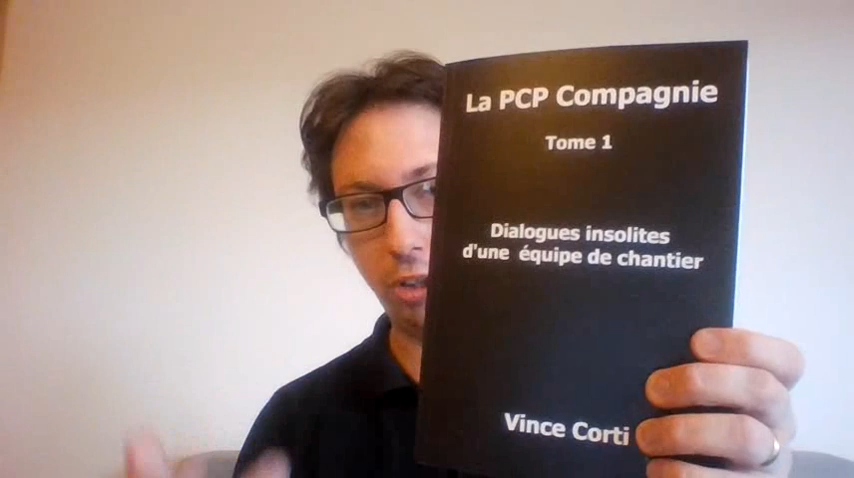 La PCP Compagnie
Tome 1
Dialogues insolites
d'une équipe de chantier
Vince Corti